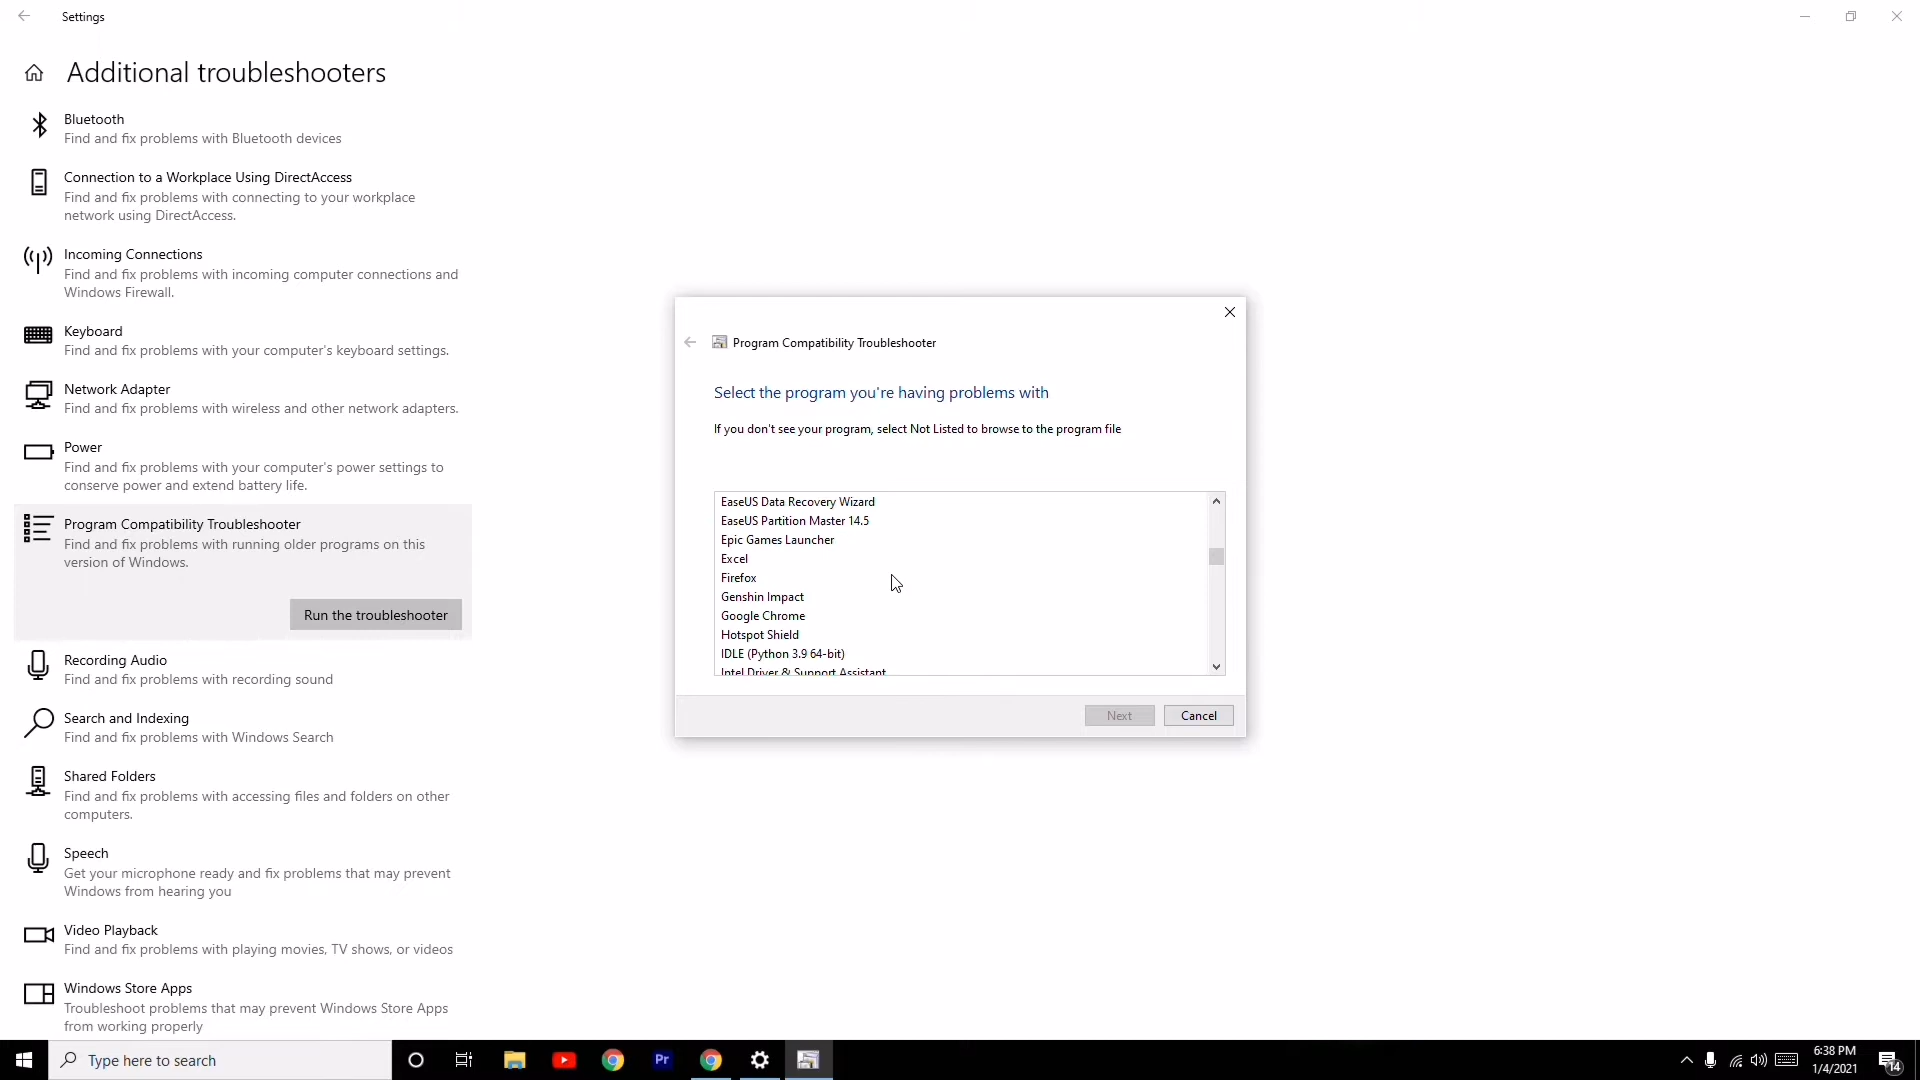 Settings
Additional troubleshooters
Bluetooth
Find and fix problems with Bluetooth devices
Connection to a Workplace Using DirectAccess
Find and fix problems with connecting to your workplace
network using DirectAccess.
Incoming Connections
Find and fix problems with incoming computer connections and
Windows Firewall.
Keyboard
Find and fix problems with your computer's keyboard settings.
Network Adapter
Find and fix problems with wireless and other network adapters.
Power
Find and fix problems with your computer's power settings to
conserve power and extend battery life.
Program Compatibility Troubleshooter
Find and fix problems with running older programs on this
version of Windows.
Run the troubleshooter
Recording Audio
Find and fix problems with recording sound
Search and Indexing
Find and fix problems with Windows Search
Shared Folders
Find and fix problems with accessing files and folders on other
computers.
Speech
Get your microphone ready and fix problems that may prevent
Windows from hearing you
Video Playback
Find and fix problems with playing movies, TV shows, or videos
Windows Store Apps
Troubleshoot problems that may prevent Windows Store Apps
from working properly
Program Compatibility Troubleshooter
Select the program you're having problems with
If you don't see your program, select Not Listed to browse to the program file
EaseUS Data Recovery Wizard
EaseUS Partition Master 14.5
Epic Games Launcher
Excel
Firefox
Genshin Impact
Google Chrome
Hotspot Shield
IDLE (Python 3.9 64-bit)
Intel Driver & Support Assistant
Next
Cancel
Type here to search
Pr
6:38 PM
1/4/2021
14